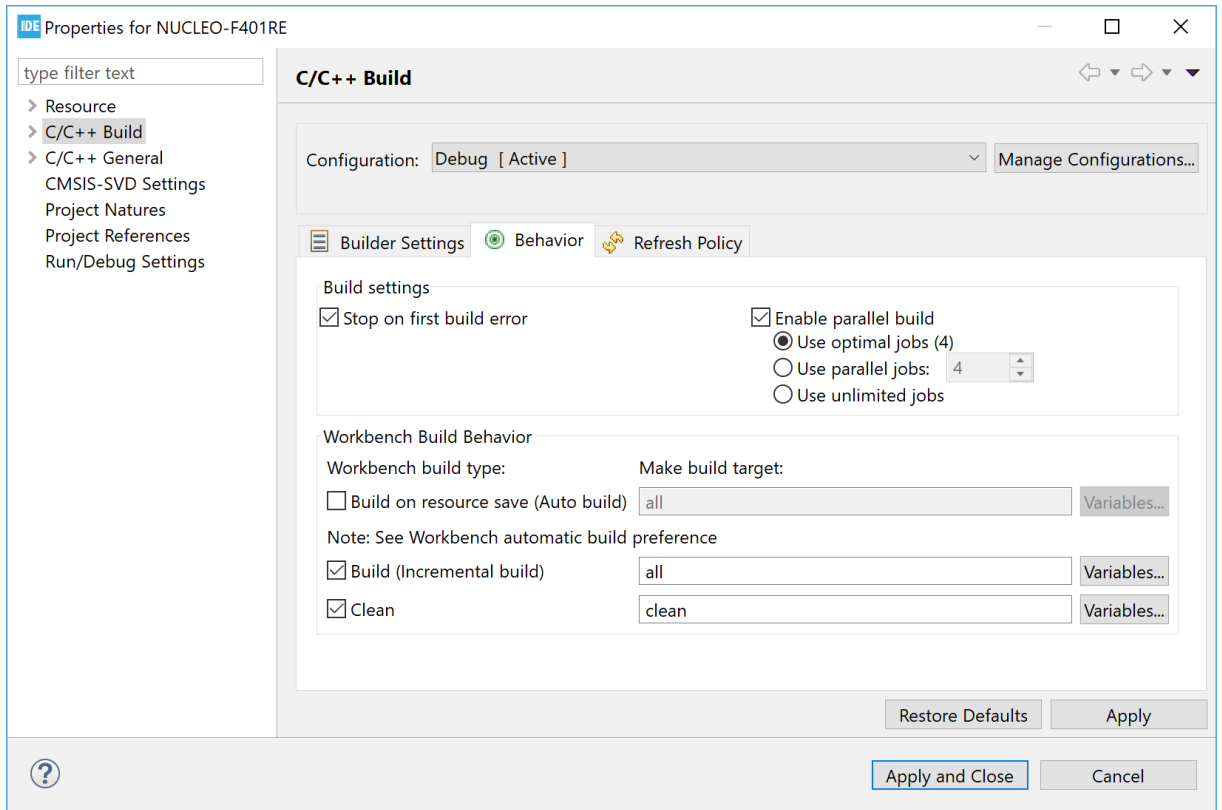 IDE Properties for NUCLEO-F401RE
type filter text
Resource
C/C++ Build
C/C++ General
CMSIS-SVD Settings
Project Natures
Project References
Run/Debug Settings
C/C++ Build
Configuration: Debug [ Active ] Manage Configurations...
Builder Settings Behavior Refresh Policy
Build settings
Stop on first build error Enable parallel build
Use optimal jobs (4)
Use parallel jobs: 4
Use unlimited jobs
Workbench Build Behavior
Workbench build type: Make build target:
Build on resource save (Auto build) all Variables...
Note: See Workbench automatic build preference
Build (Incremental build) all Variables...
Clean clean Variables...
Restore Defaults Apply
? Apply and Close Cancel